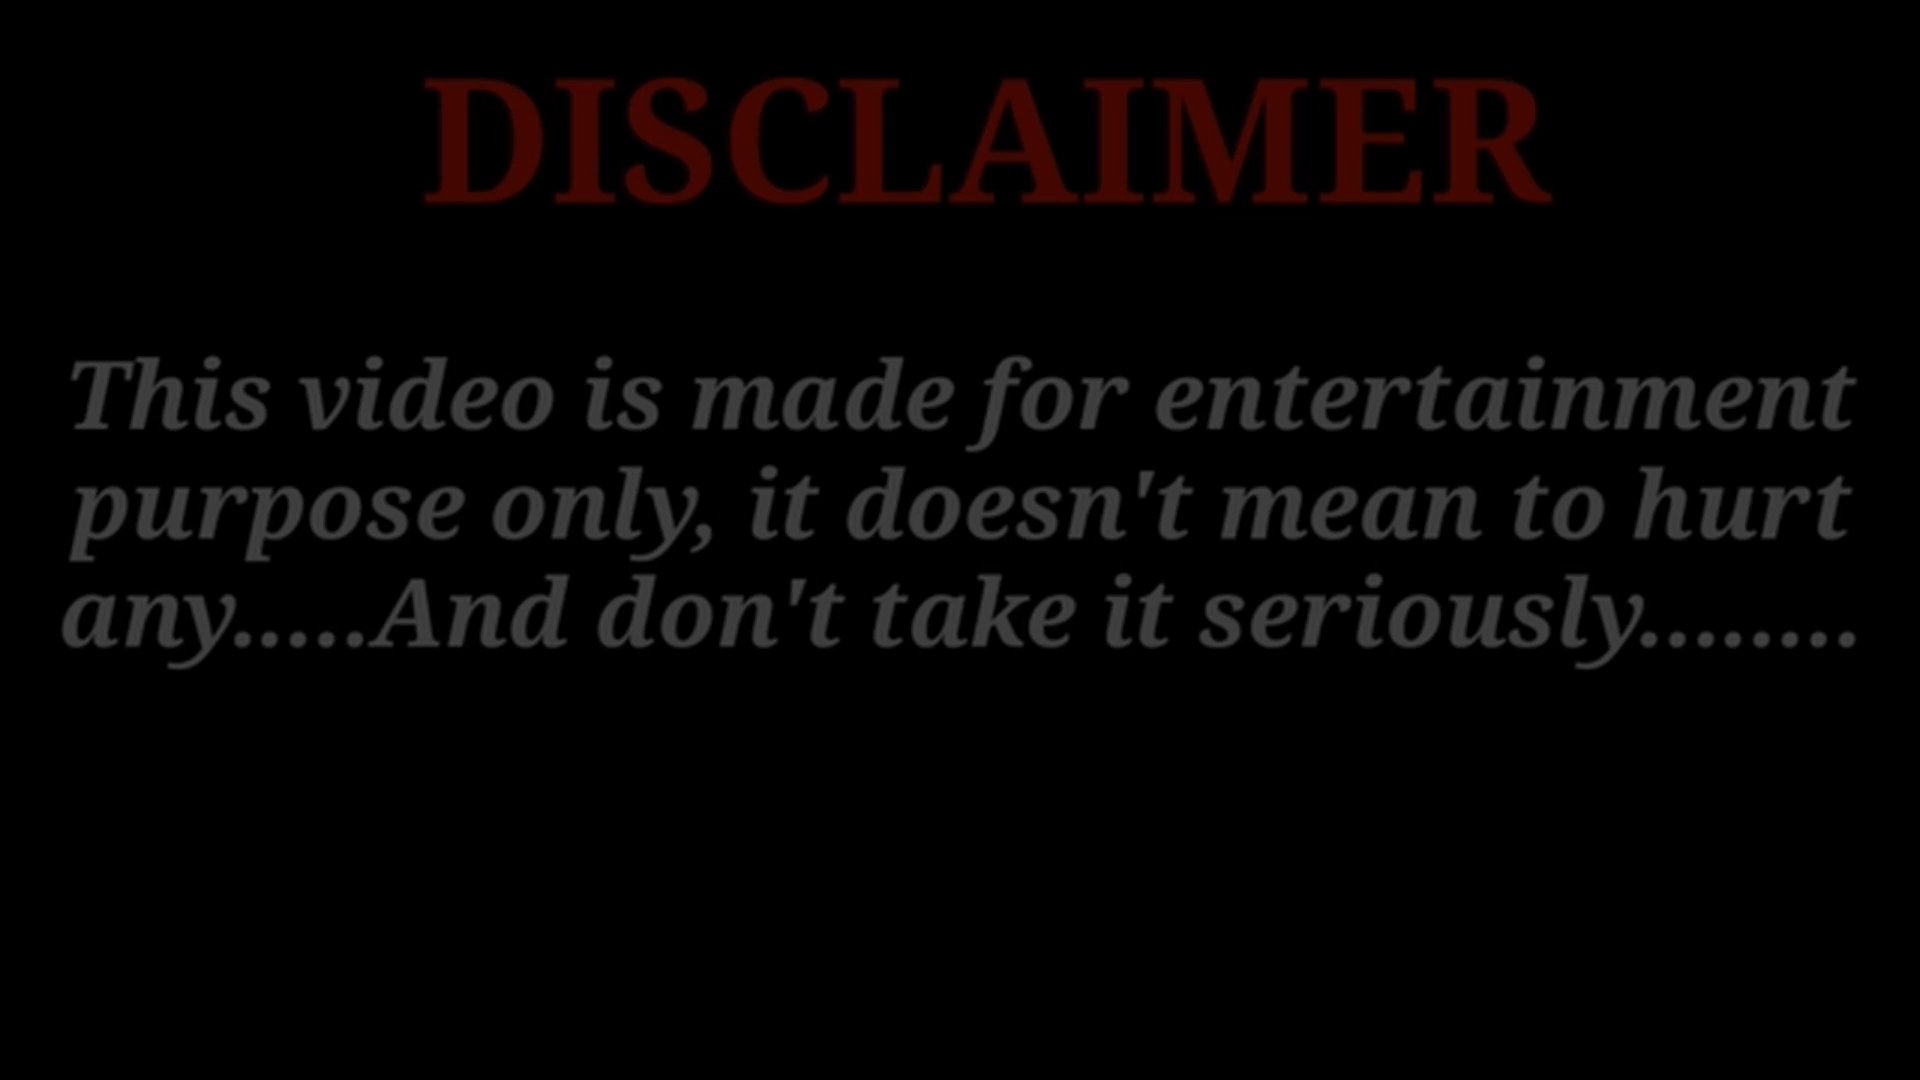 DISCLAIMER
This video is made for entertainment
purpose only, it doesn't mean to hurt
any.....And don't take it seriously........